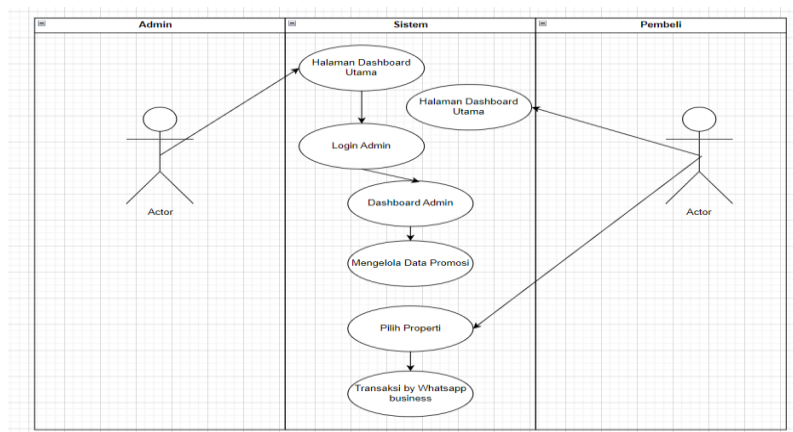 Admin
Sistem
Pembeli
Halaman Dashboard
Utama
Halaman Dashboard
Utama
Login Admin
Dashboard Admin
Actor
Actor
Mengelola Data Promosi
Pilih Properti
Transaksi by Whatsapp
business